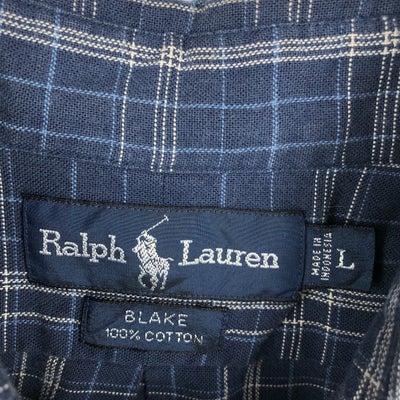 Ralph Lauren
MADE IN
INDONESIA
L
BLAKE
100% COTTON